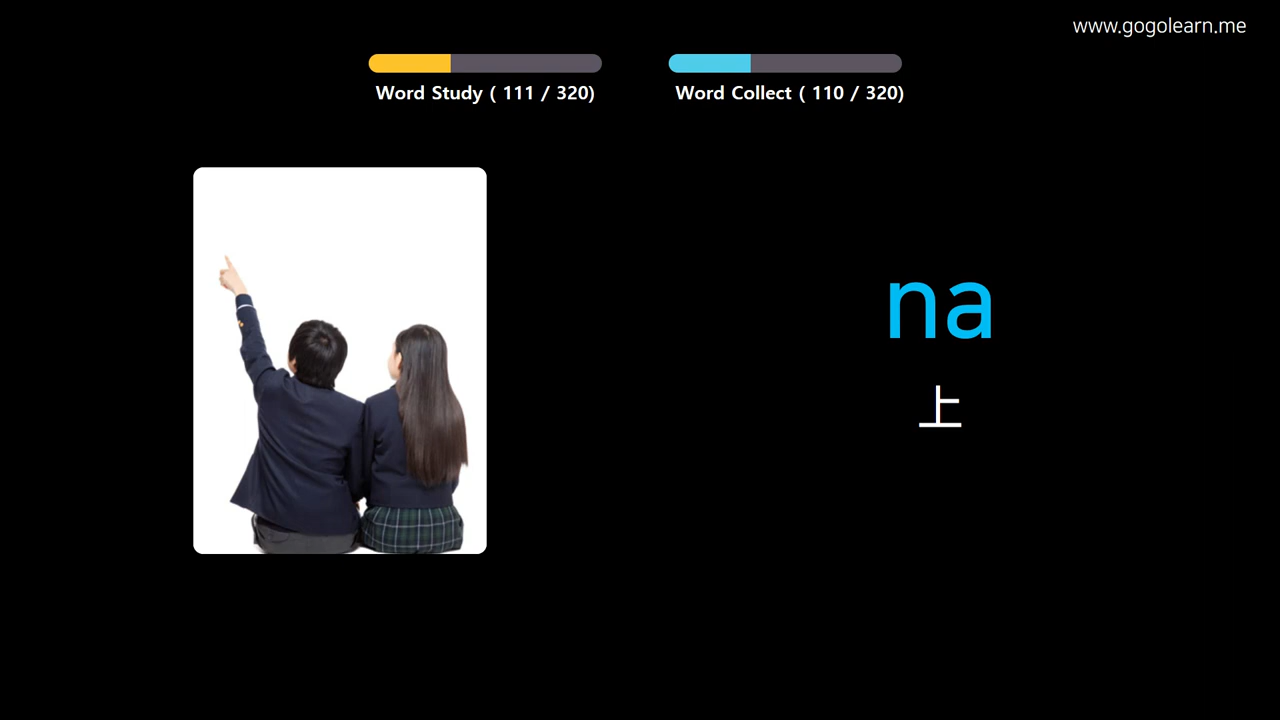 www.gogolearn.me
Word Study ( 111 / 320)
Word Collect ( 110 / 320)
na
上